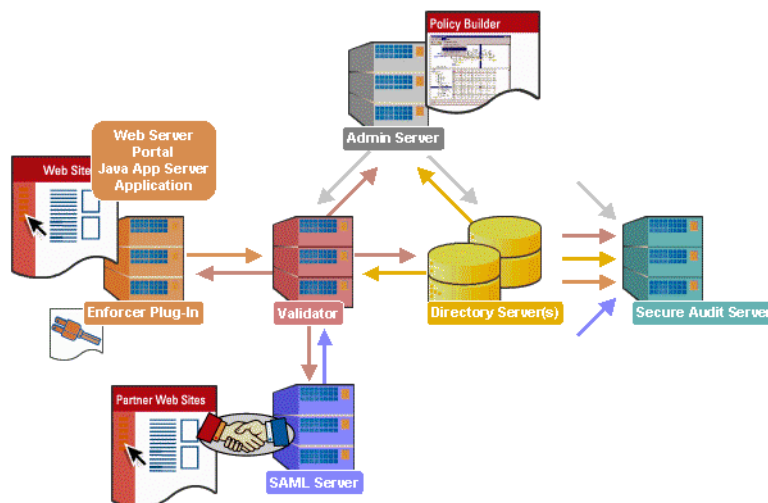 Policy Builder
Admin Server
Web Server
Portal
Java App Server
Application
Web Sites
Enforcer Plug-In
Validator
Directory Server(s)
Secure Audit Server
Partner Web Sites
SAML Server